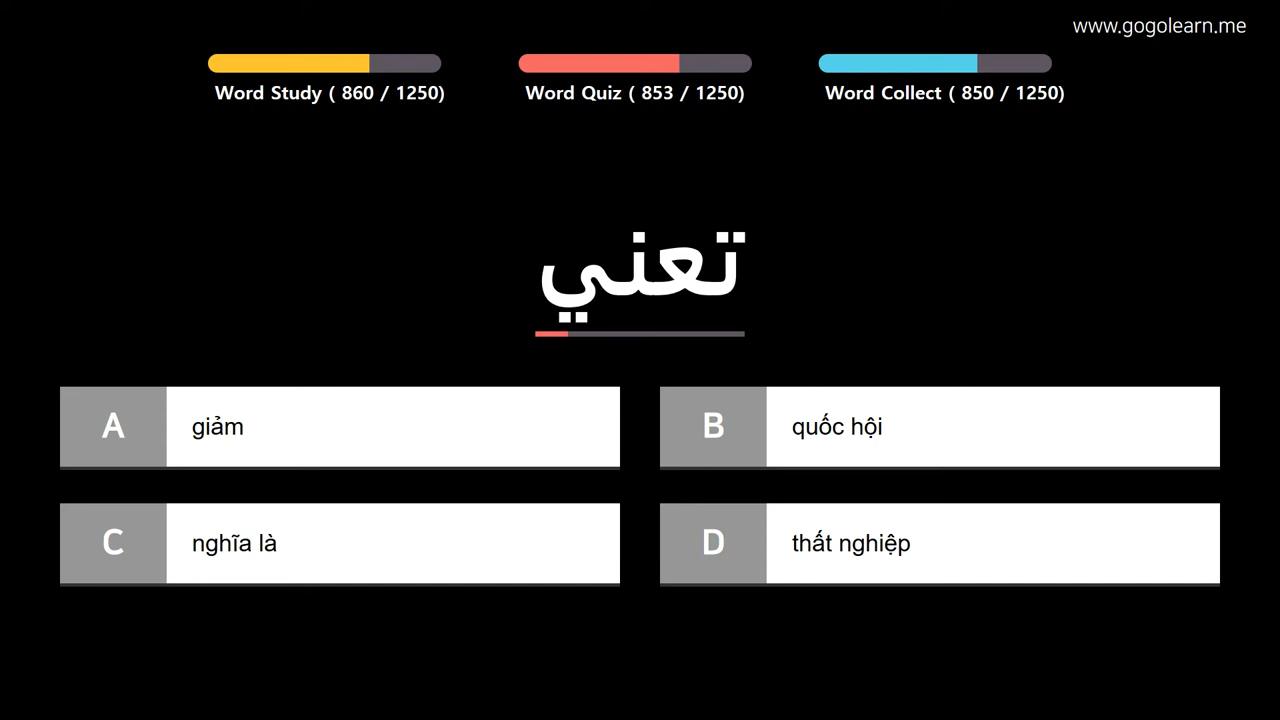 www.gogolearn.me
Word Study ( 860 / 1250)
Word Quiz ( 853 / 1250)
Word Collect ( 850 / 1250)
تعني
A giảm
B quốc hội
C nghĩa là
D thất nghiệp